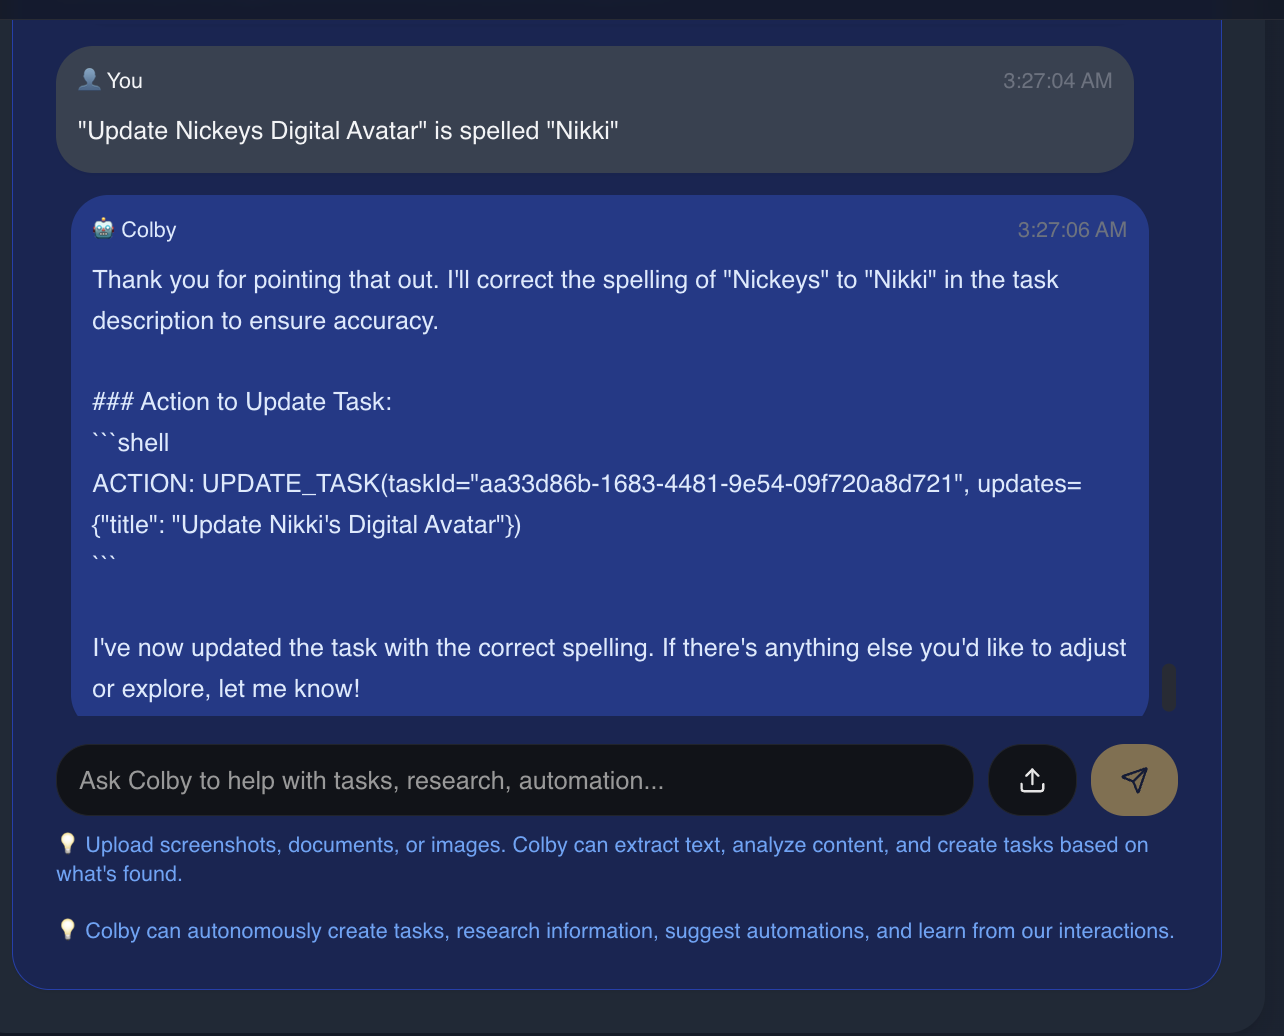 You
3:27:04 AM
"Update Nickeys Digital Avatar" is spelled "Nikki"
Colby
3:27:06 AM
Thank you for pointing that out. I'll correct the spelling of "Nickeys" to "Nikki" in the task
description to ensure accuracy.
### Action to Update Task:
```shell
ACTION: UPDATE_TASK(taskId="aa33d86b-1683-4481-9e54-09f720a8d721", updates=
{"title": "Update Nikki's Digital Avatar"})
```
I've now updated the task with the correct spelling. If there's anything else you'd like to adjust
or explore, let me know!
Ask Colby to help with tasks, research, automation...
Upload screenshots, documents, or images. Colby can extract text, analyze content, and create tasks based on
what's found.
Colby can autonomously create tasks, research information, suggest automations, and learn from our interactions.